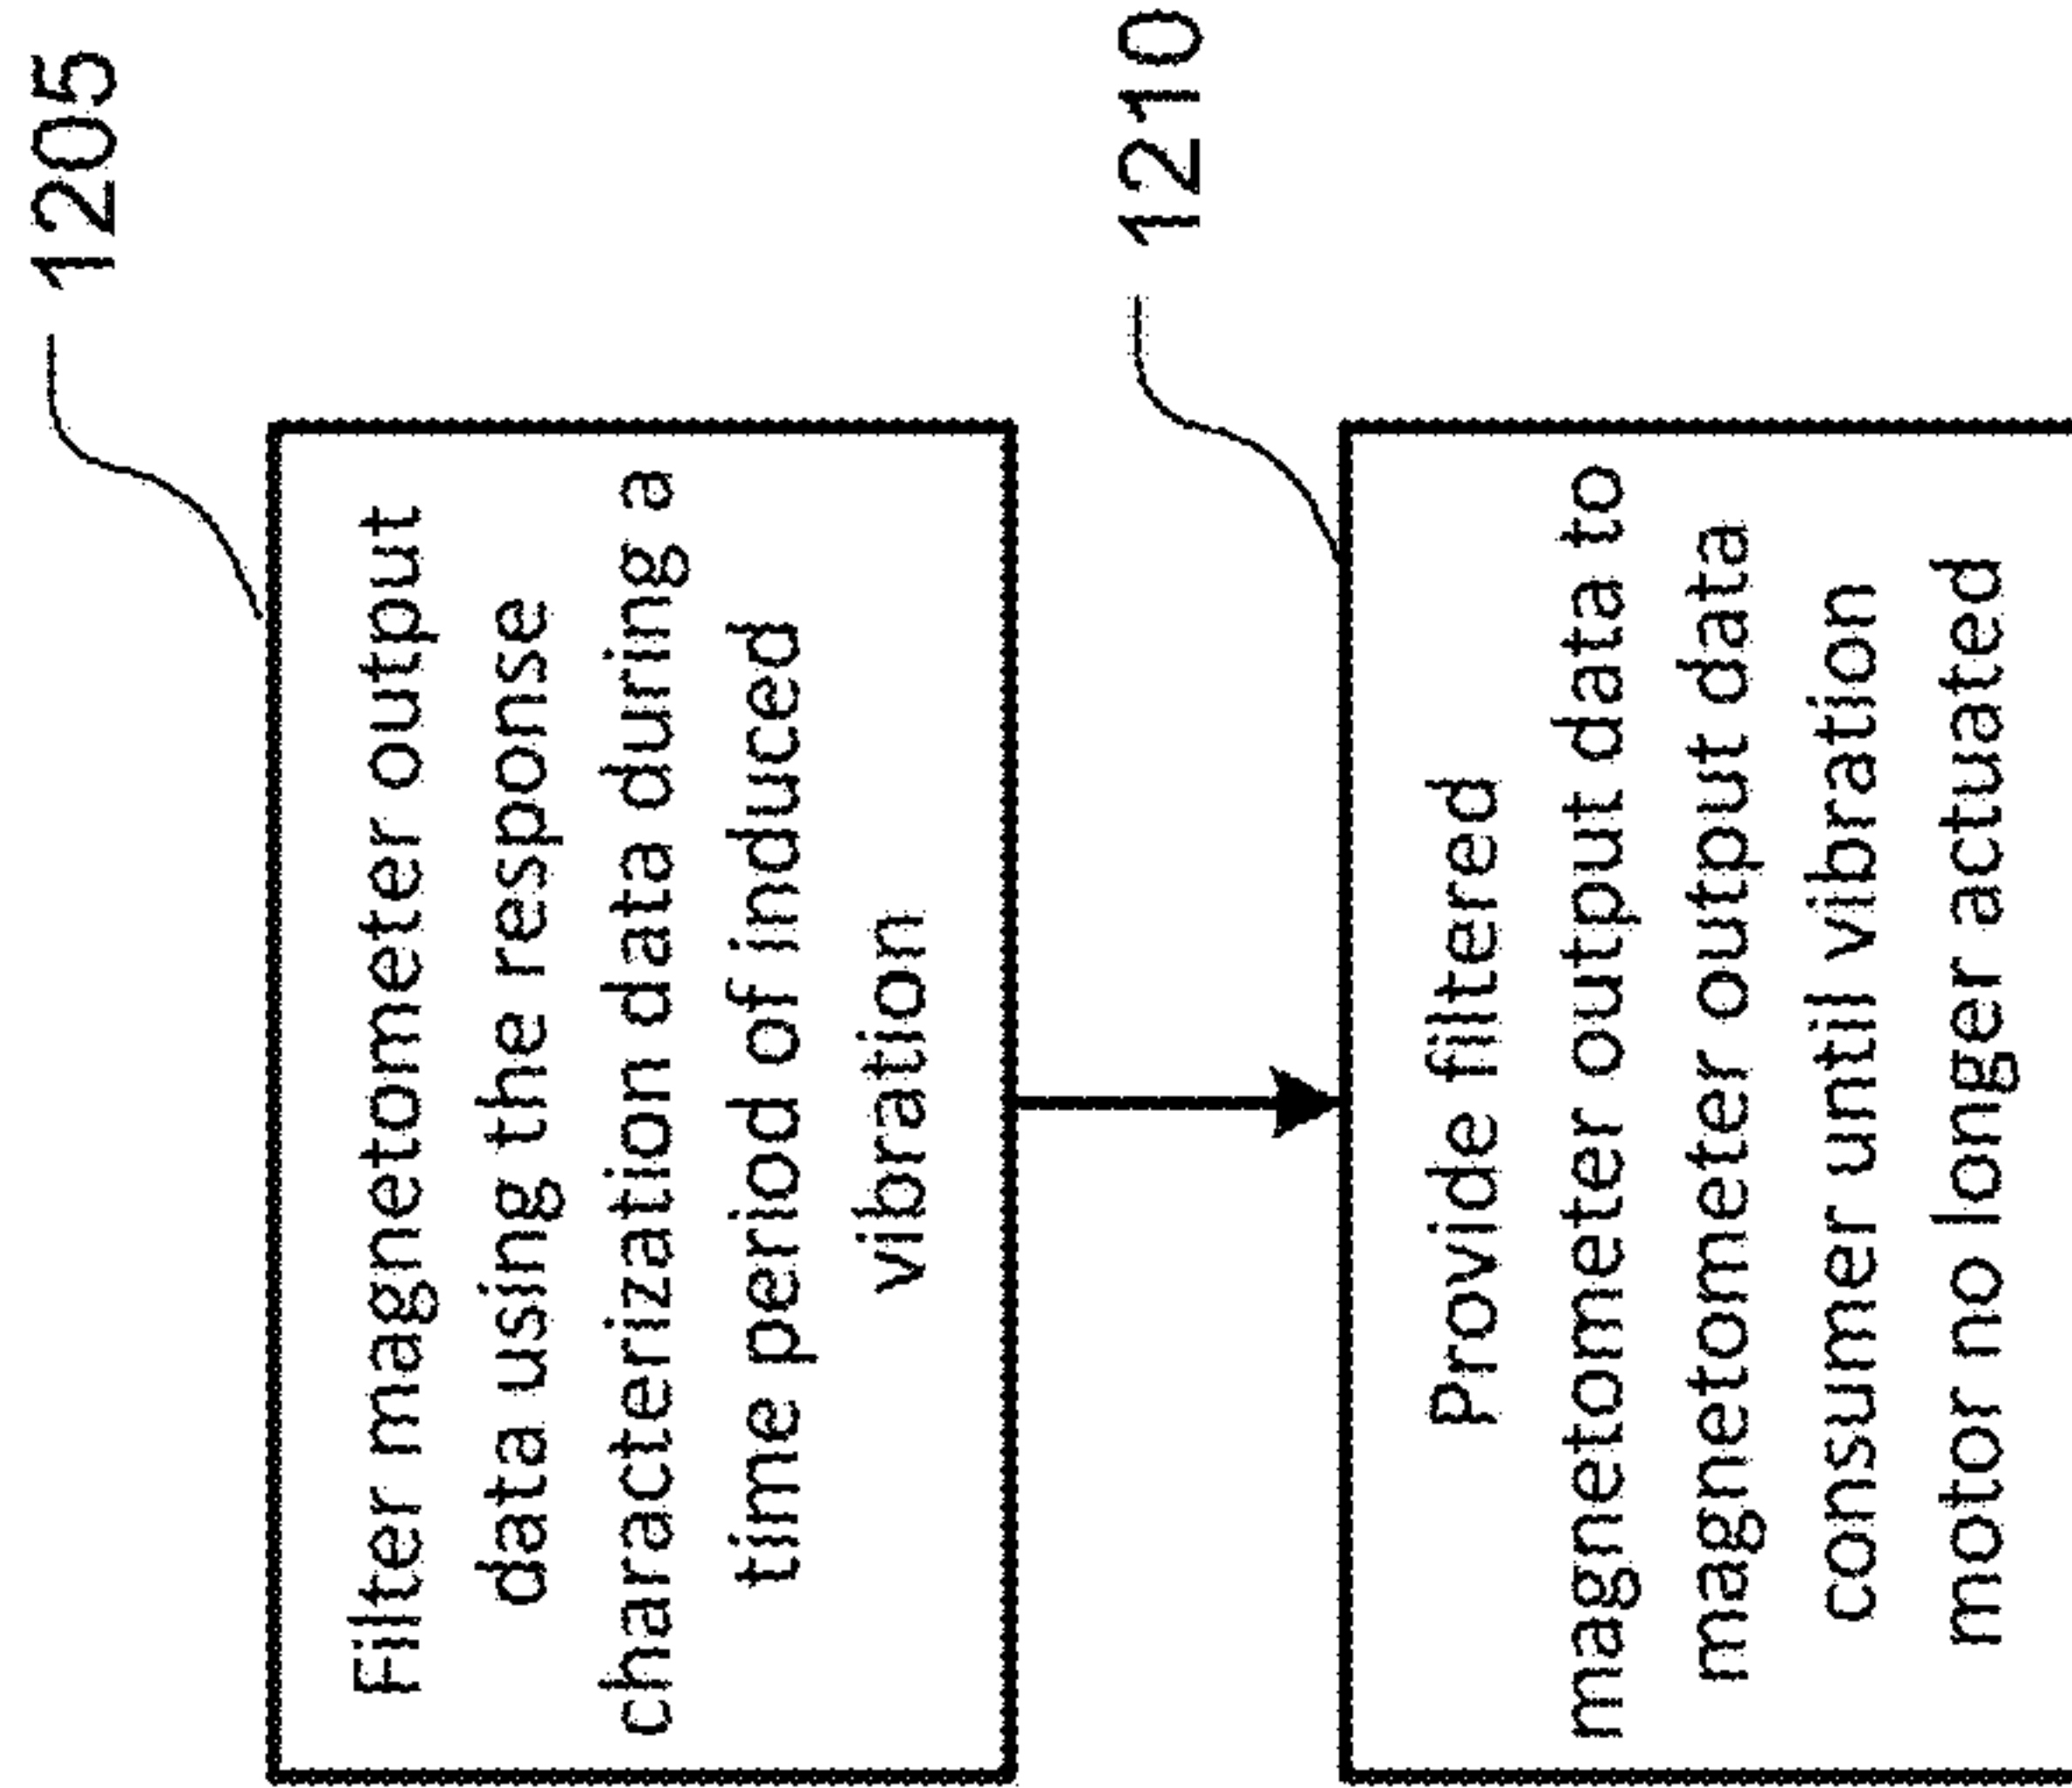 1205
Filter magnetometer output
data using the response
characterization data during a
time period of induced
vibration
1210
Provide filtered
magnetometer output data to
magnetometer output data
consumer until vibration
motor no longer actuated